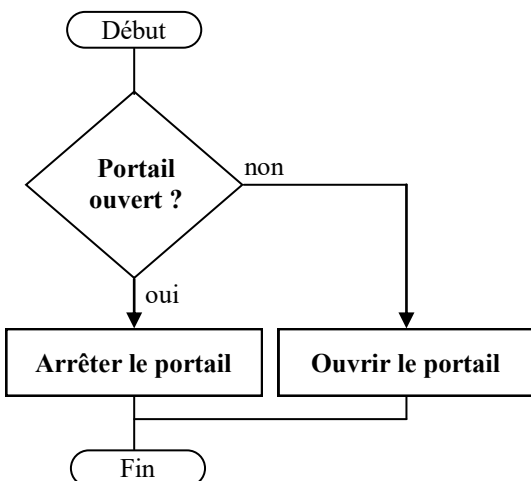 Début
Portail
ouvert ?
non
oui
Arrêter le portail
Ouvrir le portail
Fin